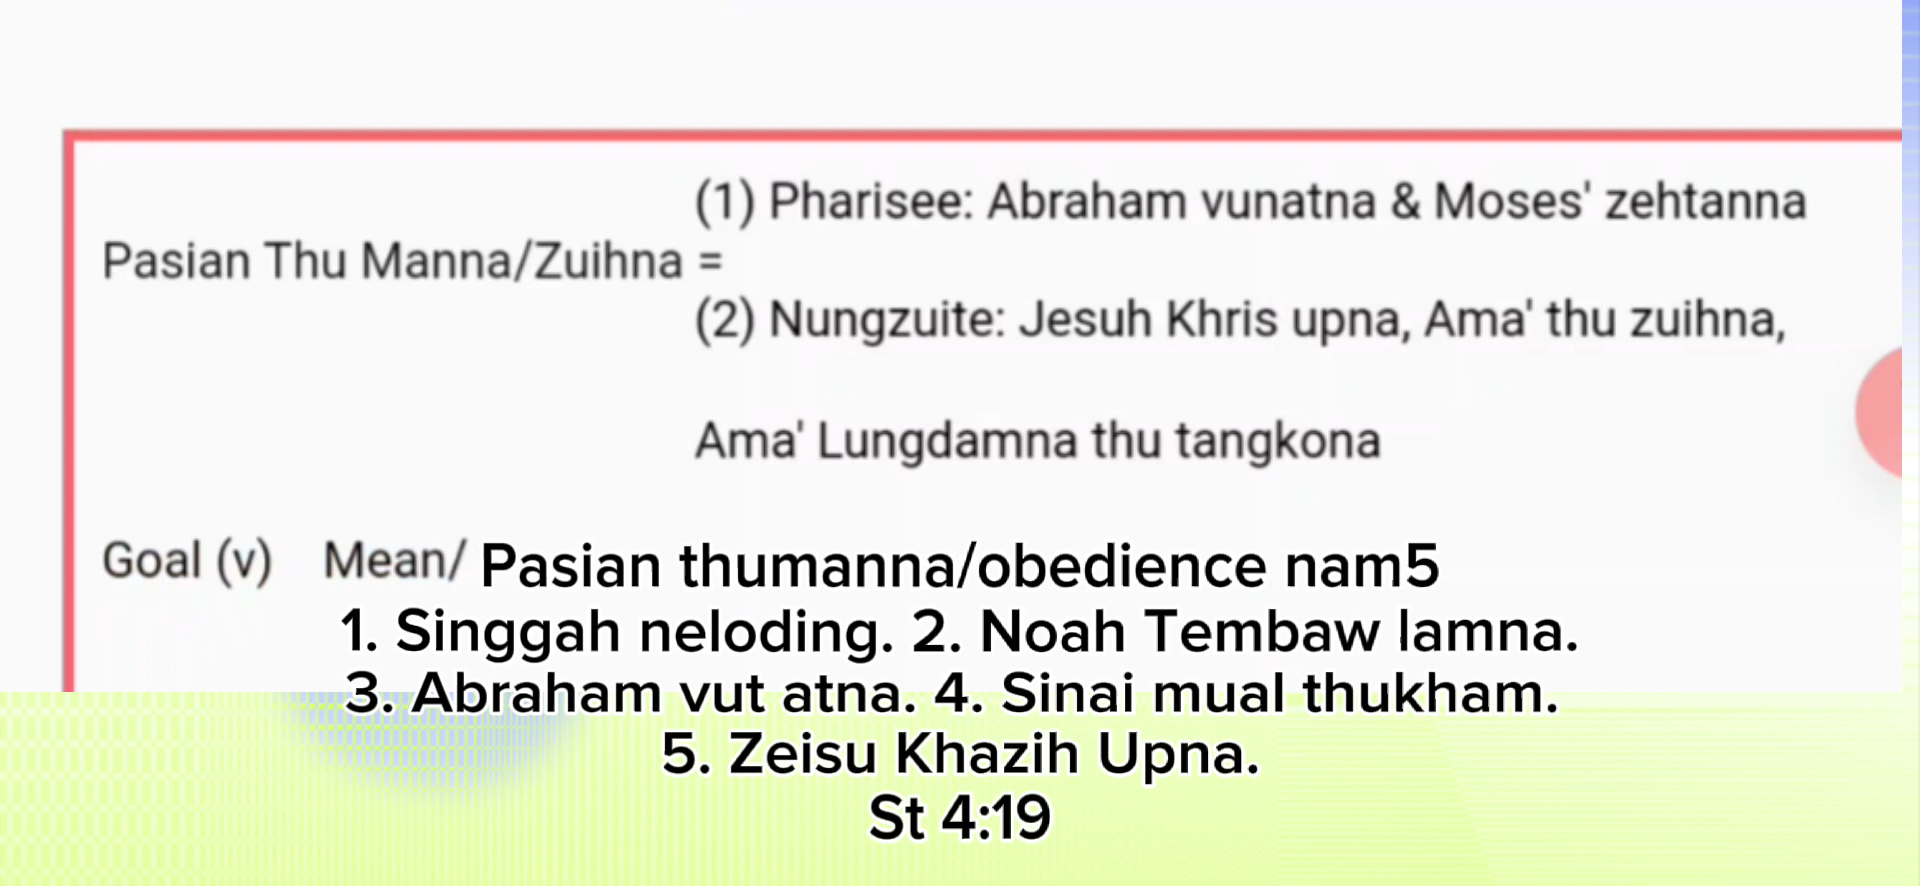 (1) Pharisee: Abraham vunatna & Moses' zehtanna
Pasian Thu Manna/Zuihna =
(2) Nungzuite: Jesuh Khris upna, Ama' thu zuihna,
Ama' Lungdamna thu tangkona
Goal (v) Mean/
Pasian thumanna/obedience nam5
1. Singgah neloding. 2. Noah Tembaw lamna.
3. Abraham vut atna. 4. Sinai mual thukham.
5. Zeisu Khazih Upna.
St 4:19